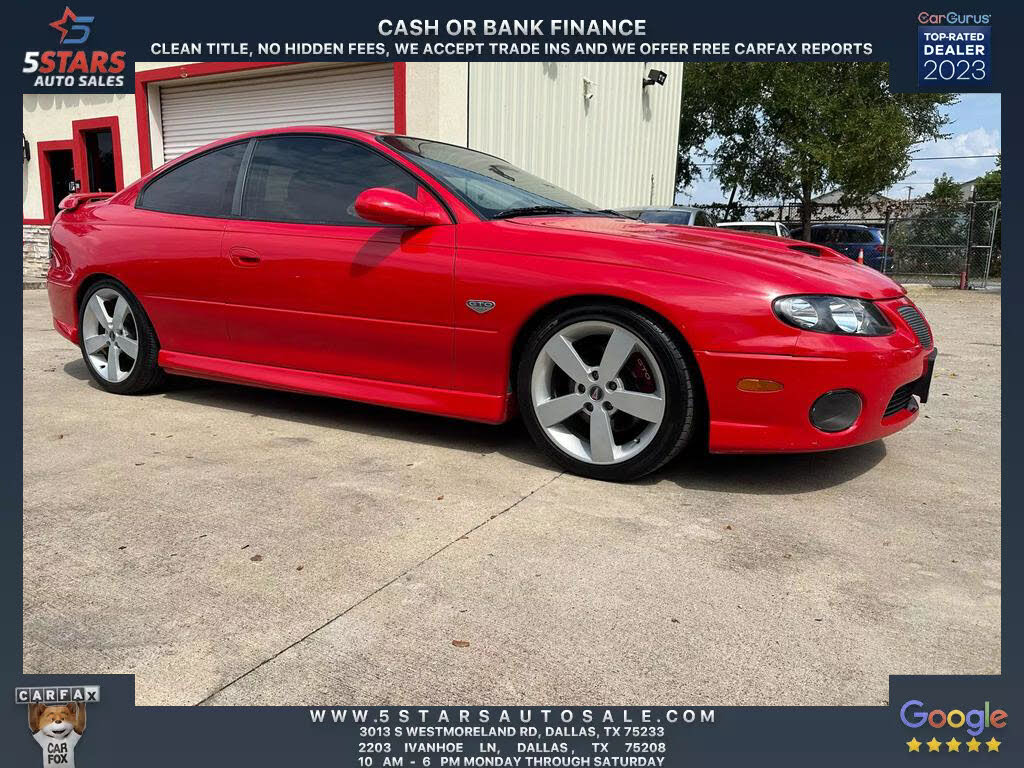 5STARS
AUTO SALES
CASH OR BANK FINANCE
CLEAN TITLE, NO HIDDEN FEES, WE ACCEPT TRADE INS AND WE OFFER FREE CARFAX REPORTS
CarGurus
TOP-RATED
DEALER
2023
GTO
CARFAX
CAR
FOX
WWW.5STARSAUTOSALE.COM
3013 S WESTMORELAND RD, DALLAS, TX 75233
2203 IVANHOE LN, DALLAS, TX 75208
10 AM - 6 PM MONDAY THROUGH SATURDAY
Google